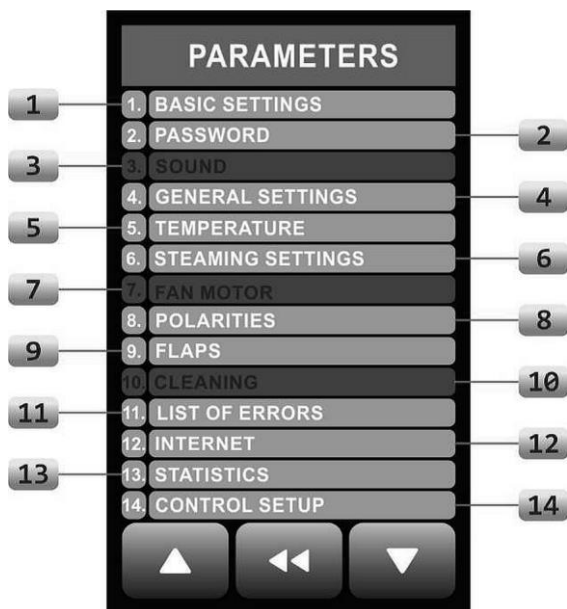 PARAMETERS
1 1. BASIC SETTINGS
2. PASSWORD 2
3 3. SOUND
4. GENERAL SETTINGS 4
5 5. TEMPERATURE
6. STEAMING SETTINGS 6
7 7. FAN MOTOR
8. POLARITIES 8
9 9. FLAPS
10. CLEANING 10
11 11. LIST OF ERRORS
12. INTERNET 12
13 13. STATISTICS
14. CONTROL SETUP 14